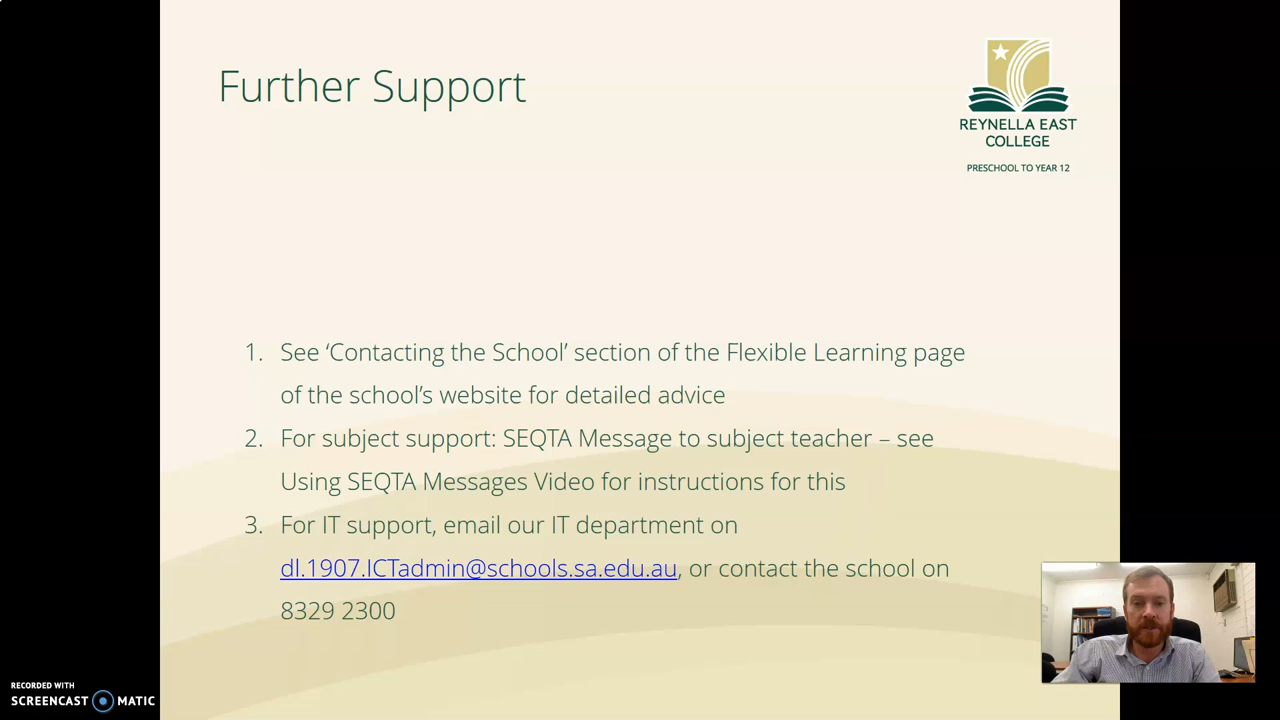 Further Support
REYNELLA EAST
COLLEGE
PRESCHOOL TO YEAR 12
1. See ‘Contacting the School’ section of the Flexible Learning page
of the school’s website for detailed advice
2. For subject support: SEQTA Message to subject teacher – see
Using SEQTA Messages Video for instructions for this
3. For IT support, email our IT department on
dl.1907.ICTadmin@schools.sa.edu.au, or contact the school on
8329 2300
RECORDED WITH
SCREENCAST MATIC